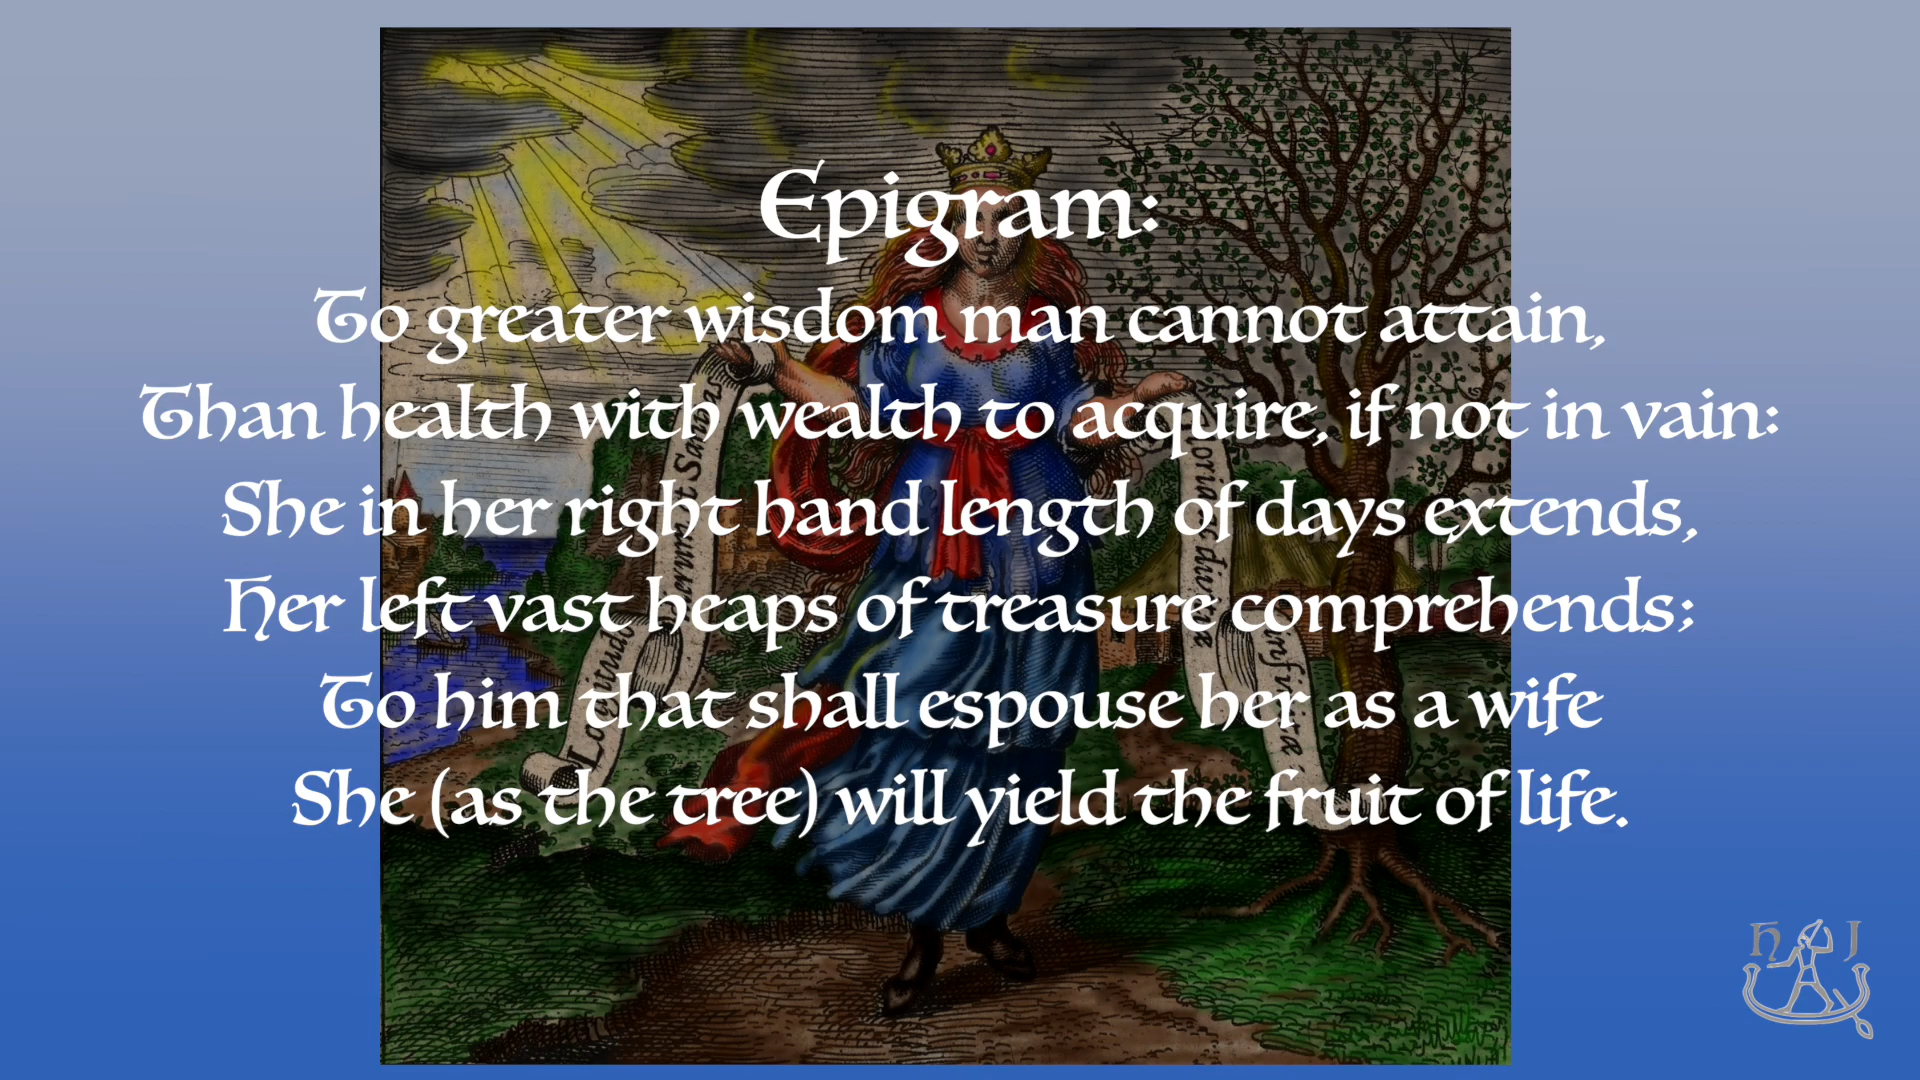 Epigram:
To greater wisdom man cannot attain,
Than health with wealth to acquire, if not in vain:
She in her right hand length of days extends,
Her left vast heaps of treasure comprehends;
To him that shall espouse her as a wife
She (as the tree) will yield the fruit of life.
H J